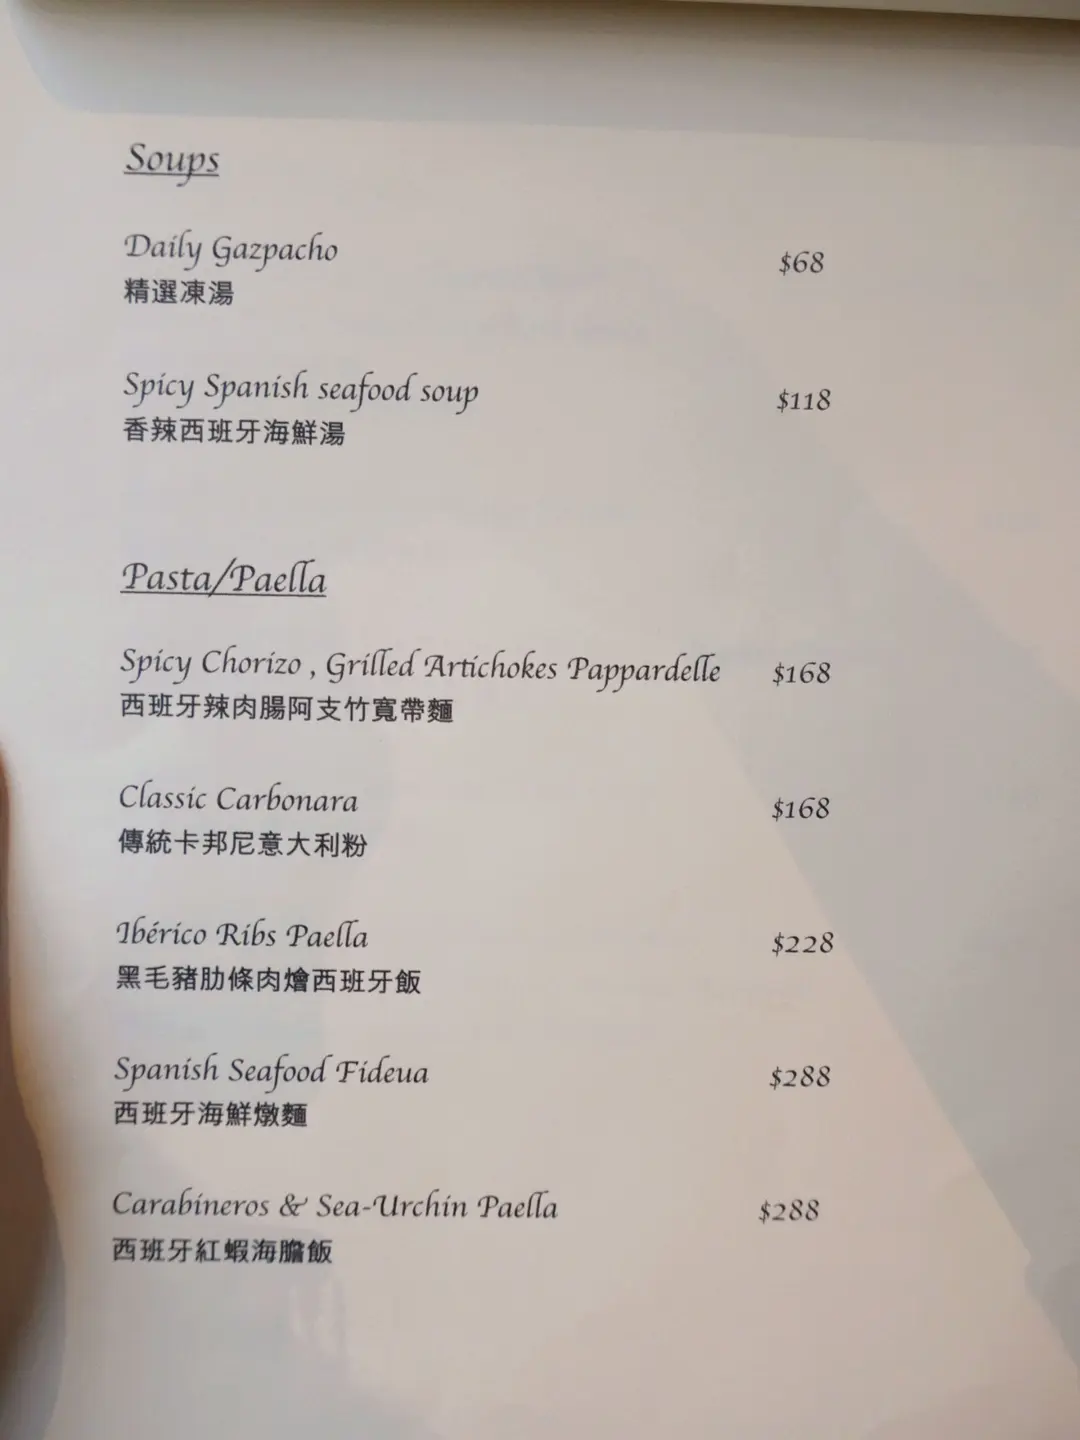 Soups
Daily Gazpacho $68
精選凍湯
Spicy Spanish seafood soup $118
香辣西班牙海鮮湯
Pasta/Paella
Spicy Chorizo , Grilled Artichokes Pappardelle $168
西班牙辣肉腸阿支竹寬帶麵
Classic Carbonara $168
傳統卡邦尼意大利粉
Ibérico Ribs Paella $228
黑毛豬肋條肉燴西班牙飯
Spanish Seafood Fideua $288
西班牙海鮮燉麵
Carabineros & Sea-Urchin Paella $288
西班牙紅蝦海膽飯